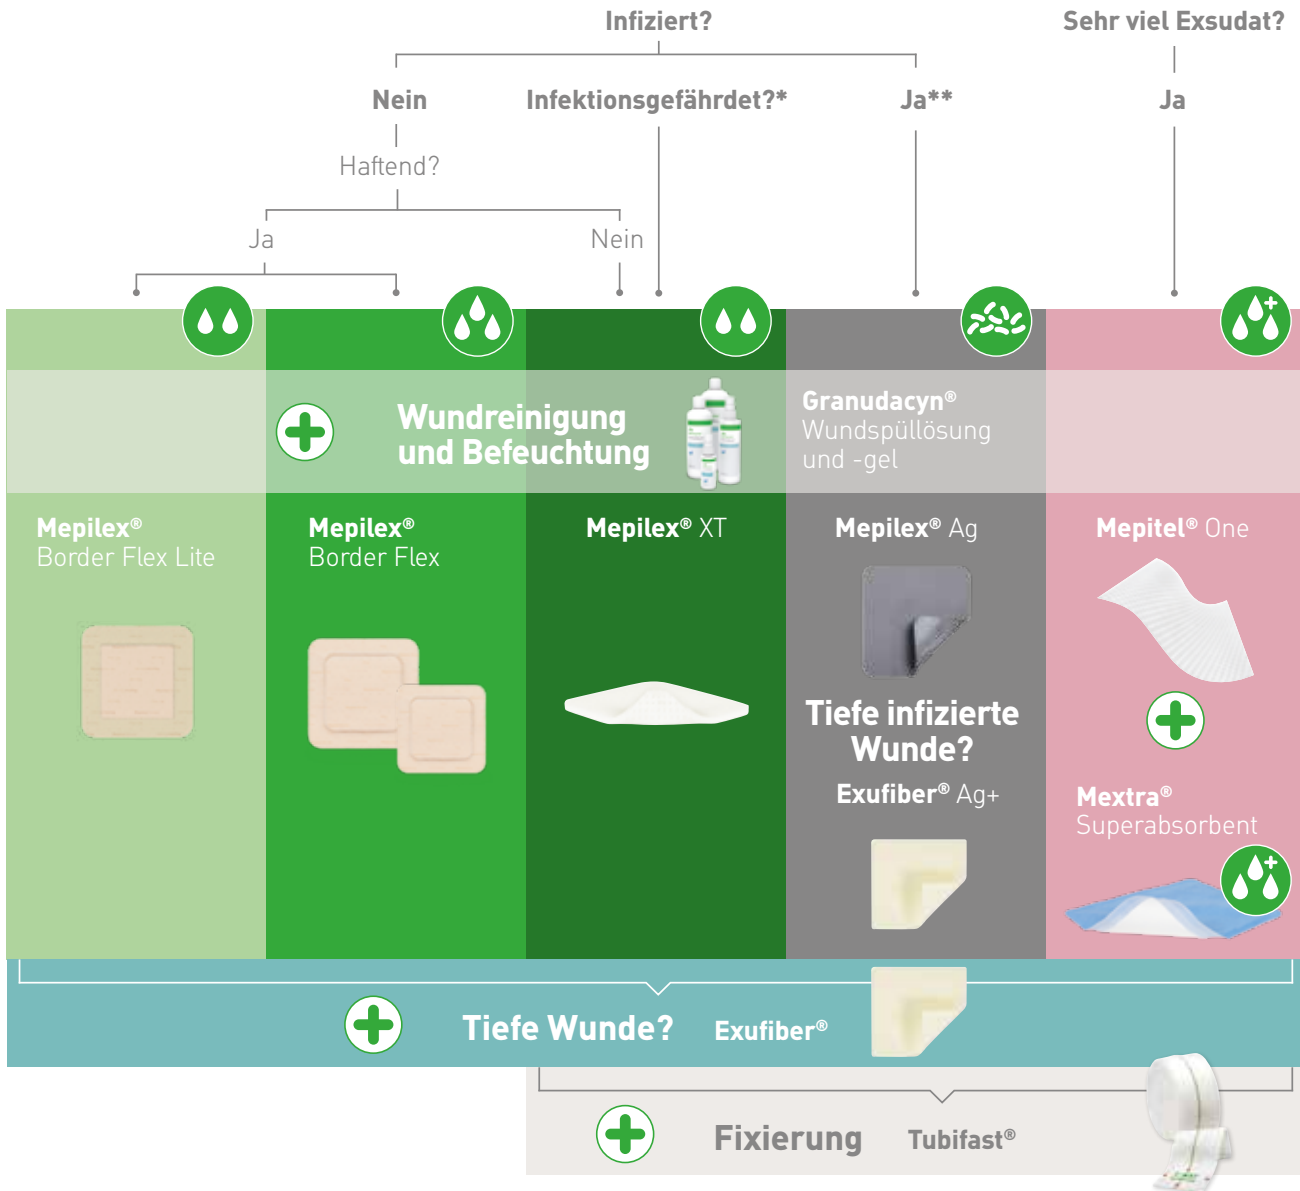 Infiziert?
Sehr viel Exsudat?
Nein
Infektionsgefährdet?*
Ja**
Ja
Haftend?
Ja
Nein
Wundreinigung
und Befeuchtung
Granudacyn®
Wundspüllösung
und -gel
Mepilex®
Border Flex Lite
Mepilex®
Border Flex
Mepilex® XT
Mepilex® Ag
Mepitel® One
Tiefe infizierte
Wunde?
Exufiber® Ag+
Mextra®
Superabsorbent
Tiefe Wunde?
Exufiber®
Fixierung
Tubifast®